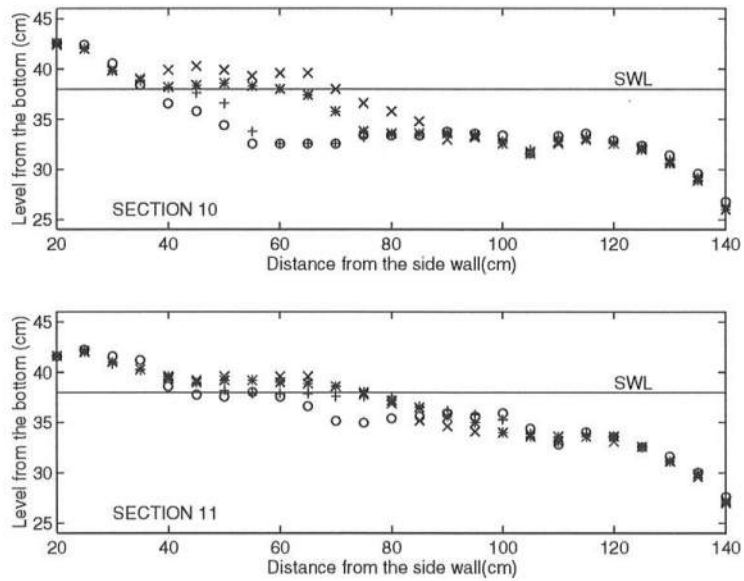 Level from the bottom (cm)
45
40
35
30
25
SWL
SECTION 10
20 40 60 80 100 120 140
Distance from the side wall(cm)
Level from the bottom (cm)
45
40
35
30
25
SWL
SECTION 11
20 40 60 80 100 120 140
Distance from the side wall(cm)